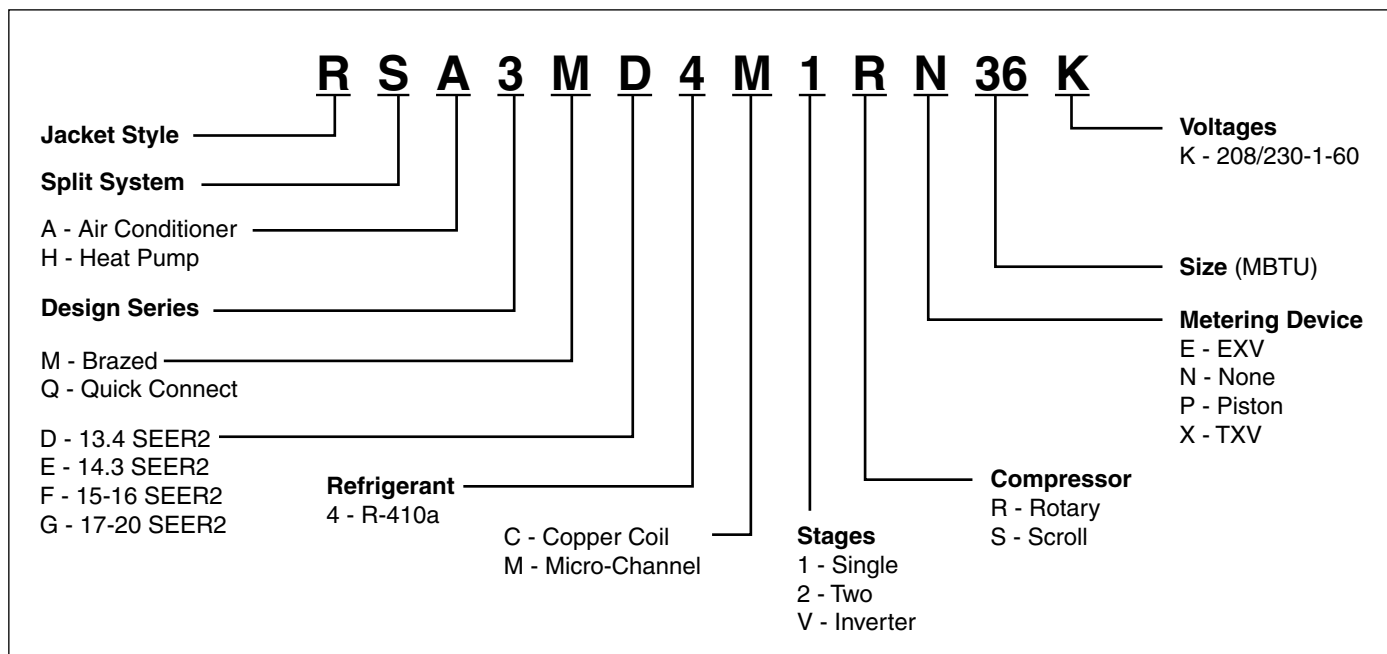 R S A 3 M D 4 M 1 R N 36 K
Jacket Style
Split System
A - Air Conditioner
H - Heat Pump
Design Series
M - Brazed
Q - Quick Connect
D - 13.4 SEER2
E - 14.3 SEER2
F - 15-16 SEER2
G - 17-20 SEER2
Refrigerant
4 - R-410a
C - Copper Coil
M - Micro-Channel
Stages
1 - Single
2 - Two
V - Inverter
Compressor
R - Rotary
S - Scroll
Metering Device
E - EXV
N - None
P - Piston
X - TXV
Size (MBTU)
Voltages
K - 208/230-1-60